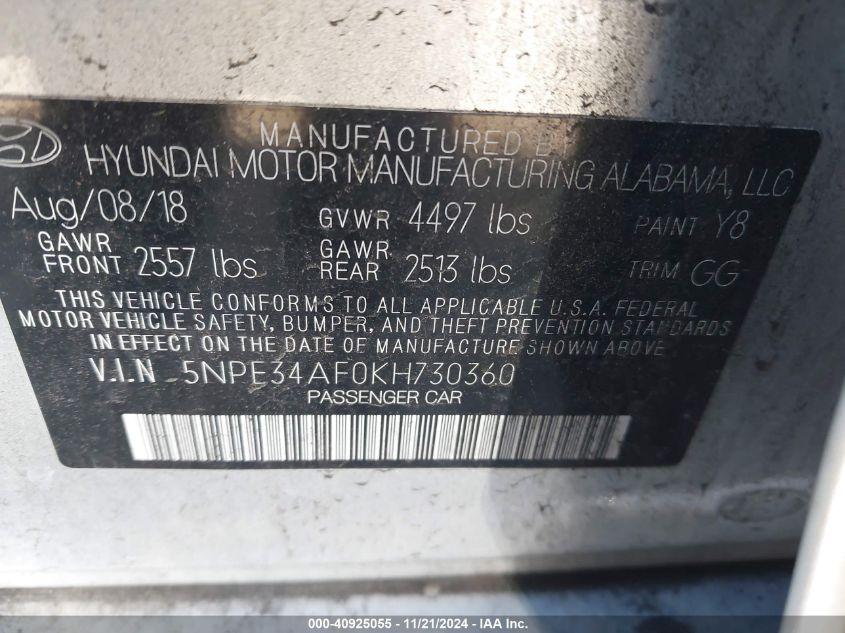 MANUFACTURED BY
HYUNDAI MOTOR MANUFACTURING ALABAMA, LLC
Aug/08/18 GVWR 4497 lbs PAINT Y8
GAWR FRONT 2557 lbs GAWR REAR 2513 lbs TRIM GG
THIS VEHICLE CONFORMS TO ALL APPLICABLE U.S.A. FEDERAL
MOTOR VEHICLE SAFETY, BUMPER, AND THEFT PREVENTION STANDARDS
IN EFFECT ON THE DATE OF MANUFACTURE SHOWN ABOVE.
V.I.N 5NPE34AF0KH730360
PASSENGER CAR
000-40925055 - 11/21/2024 - IAA, Inc.